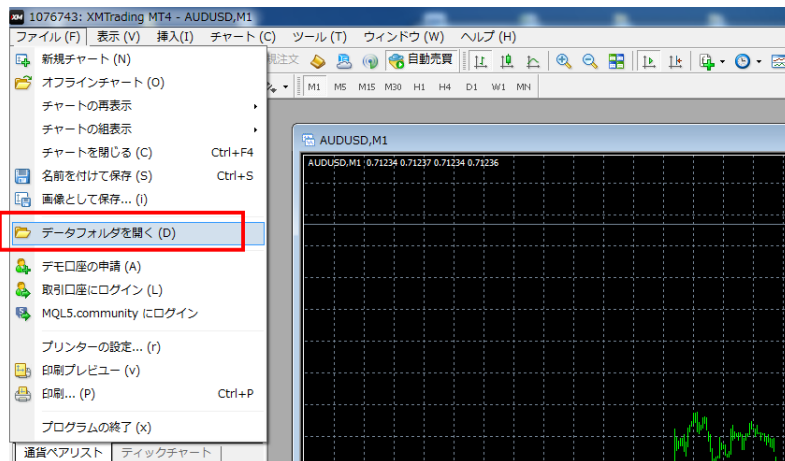 1076743: XMTrading MT4 - AUDUSD,M1
ファイル (F) 表示 (V) 挿入(I) チャート (C) ツール (T) ウィンドウ (W) ヘルプ (H)
新規チャート (N)
規注文 自動売買
オフラインチャート (O)
M1 M5 M15 M30 H1 H4 D1 W1 MN
チャートの再表示
チャートの組表示
AUDUSD,M1
チャートを閉じる (C) Ctrl+F4
AUDUSD,M1 0.71234 0.71237 0.71234 0.71236
名前を付けて保存 (S) Ctrl+S
画像として保存... (i)
データフォルダを開く (D)
デモ口座の申請 (A)
取引口座にログイン (L)
MQL5.community にログイン
プリンターの設定... (r)
印刷プレビュー (v)
印刷... (P) Ctrl+P
プログラムの終了 (x)
通貨ペアリスト ティックチャート